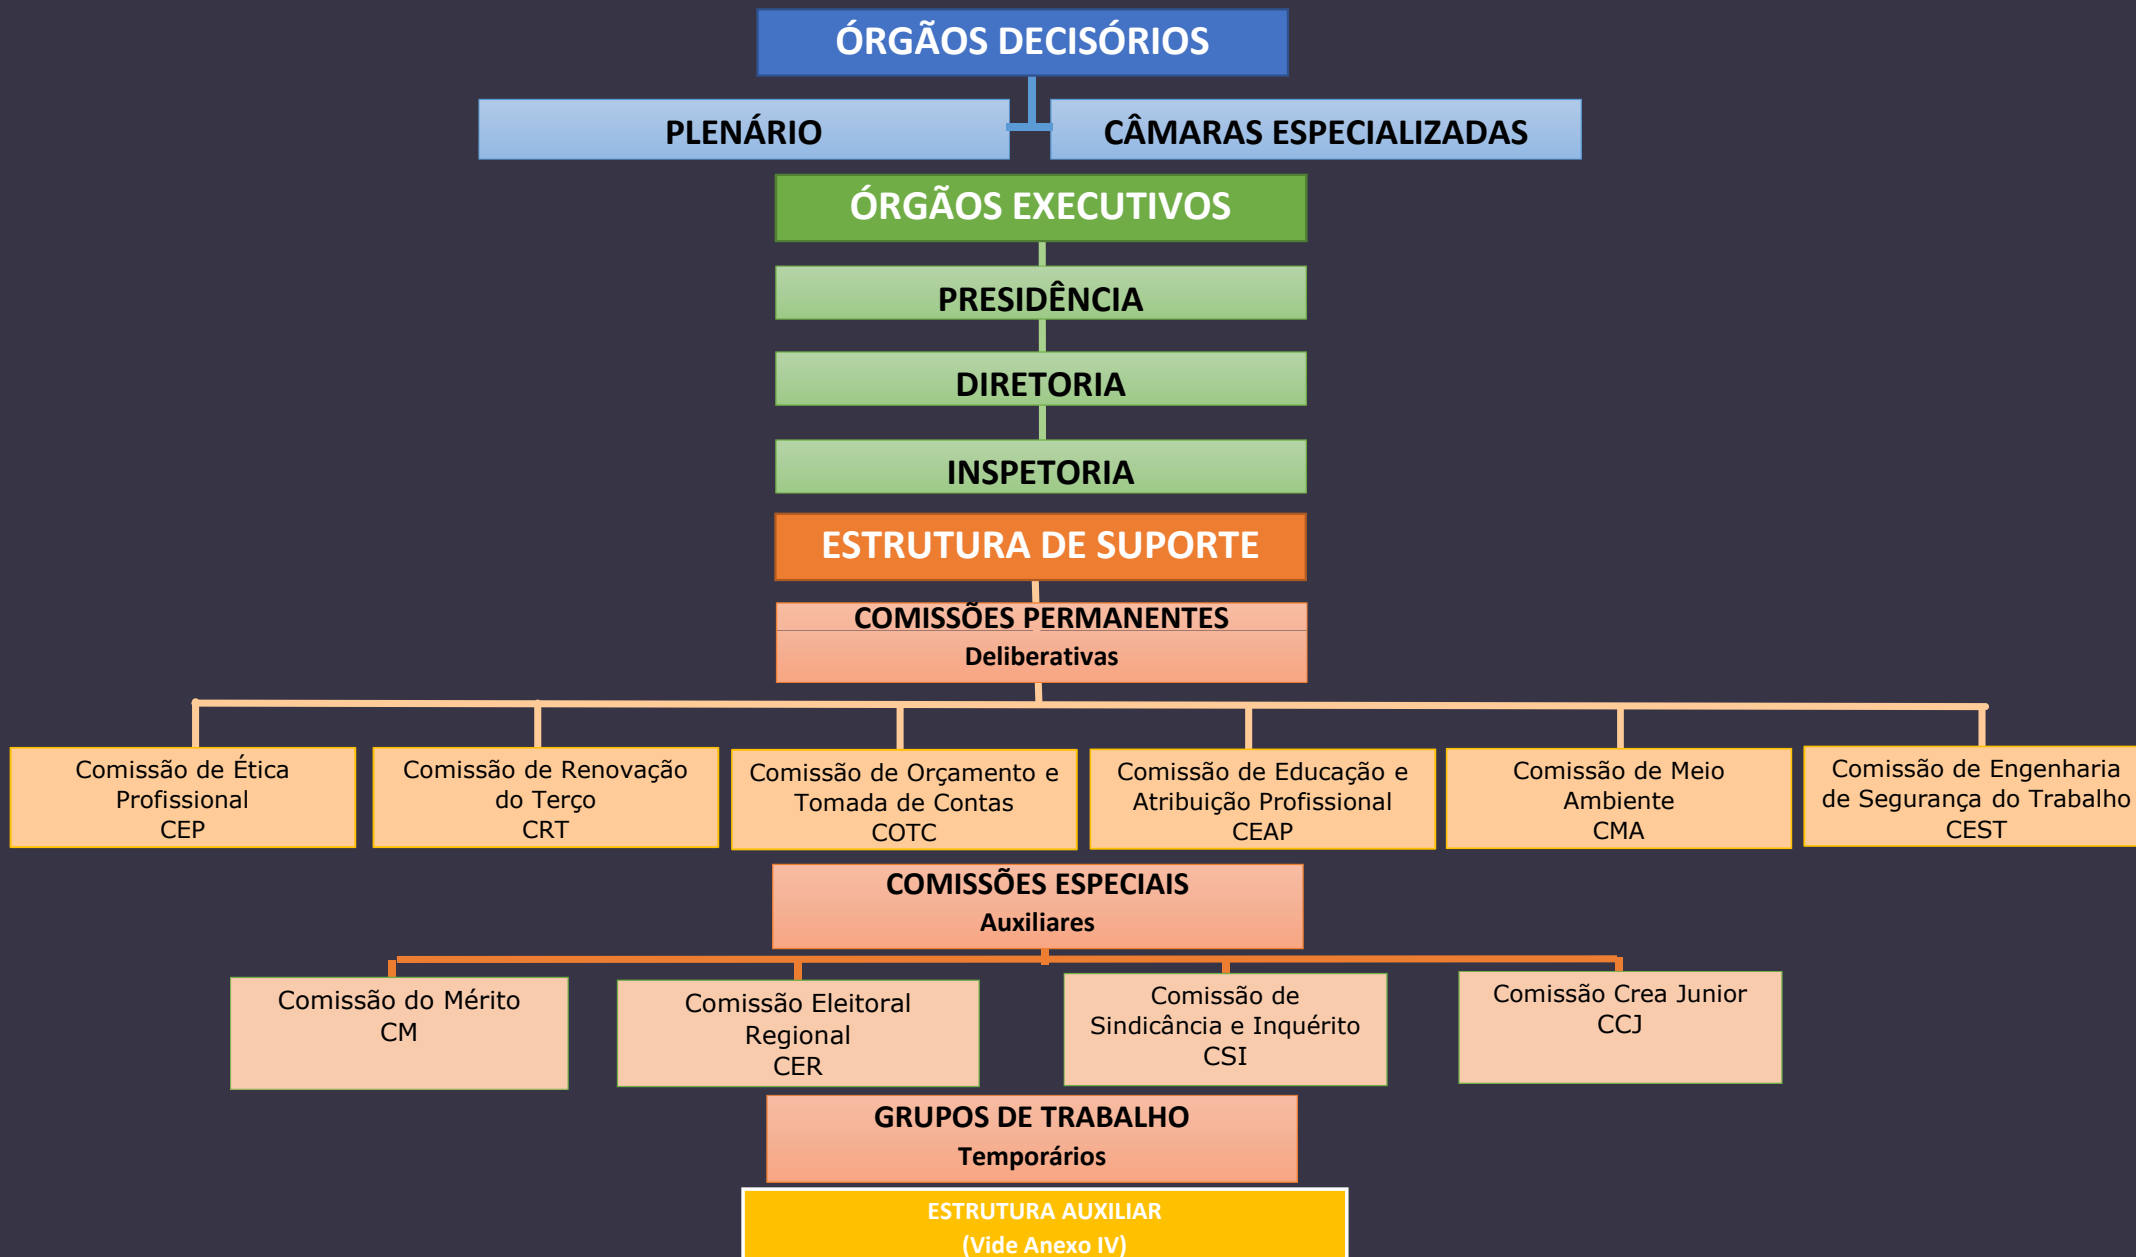 ÓRGÃOS DECISÓRIOS
PLENÁRIO
CÂMARAS ESPECIALIZADAS
ÓRGÃOS EXECUTIVOS
PRESIDÊNCIA
DIRETORIA
INSPETORIA
ESTRUTURA DE SUPORTE
COMISSÕES PERMANENTES
Deliberativas
Comissão de Ética
Profissional
CEP
Comissão de Renovação
do Terço
CRT
Comissão de Orçamento e
Tomada de Contas
COTC
Comissão de Educação e
Atribuição Profissional
CEAP
Comissão de Meio
Ambiente
CMA
Comissão de Engenharia
de Segurança do Trabalho
CEST
COMISSÕES ESPECIAIS
Auxiliares
Comissão do Mérito
CM
Comissão Eleitoral
Regional
CER
Comissão de
Sindicância e Inquérito
CSI
Comissão Crea Junior
CCJ
GRUPOS DE TRABALHO
Temporários
ESTRUTURA AUXILIAR
(Vide Anexo IV)